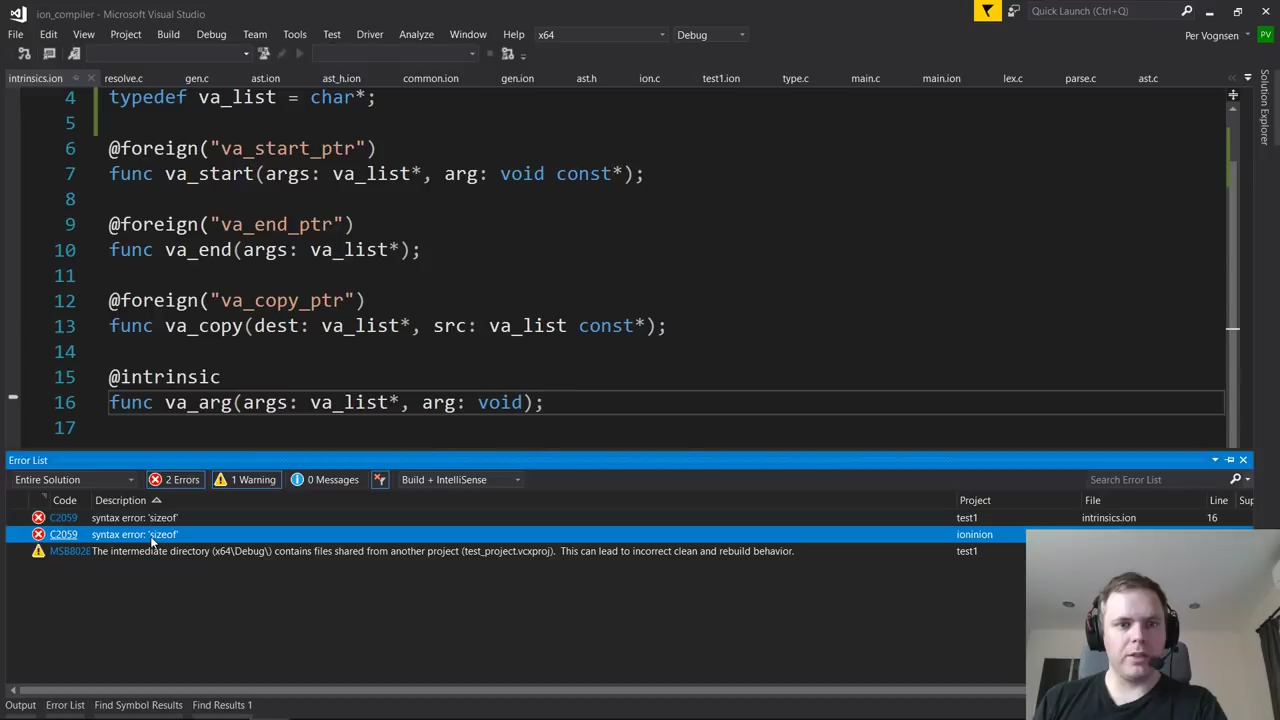 ion_compiler - Microsoft Visual Studio
Quick Launch (Ctrl+Q)
File Edit View Project Build Debug Team Tools Test Driver Analyze Window Help x64 Debug
Per Vognsen PV
intrinsics.ion resolve.c gen.c ast.ion ast_h.ion common.ion gen.ion ast.h ion.c test1.ion type.c main.c main.ion lex.c parse.c ast.c
Solution Explorer
4 typedef va_list = char*;
5
6 @foreign("va_start_ptr")
7 func va_start(args: va_list*, arg: void const*);
8
9 @foreign("va_end_ptr")
10 func va_end(args: va_list*);
11
12 @foreign("va_copy_ptr")
13 func va_copy(dest: va_list*, src: va_list const*);
14
15 @intrinsic
16 func va_arg(args: va_list*, arg: void);
17
Error List
Entire Solution 2 Errors 1 Warning 0 Messages Build + IntelliSense Search Error List
Code Description Project File Line Sup
C2059 syntax error: 'sizeof' test1 intrinsics.ion 16
C2059 syntax error: 'sizeof' ioninion
MSB8028 The intermediate directory (x64\Debug\) contains files shared from another project (test_project.vcxproj). This can lead to incorrect clean and rebuild behavior. test1
Output Error List Find Symbol Results Find Results 1